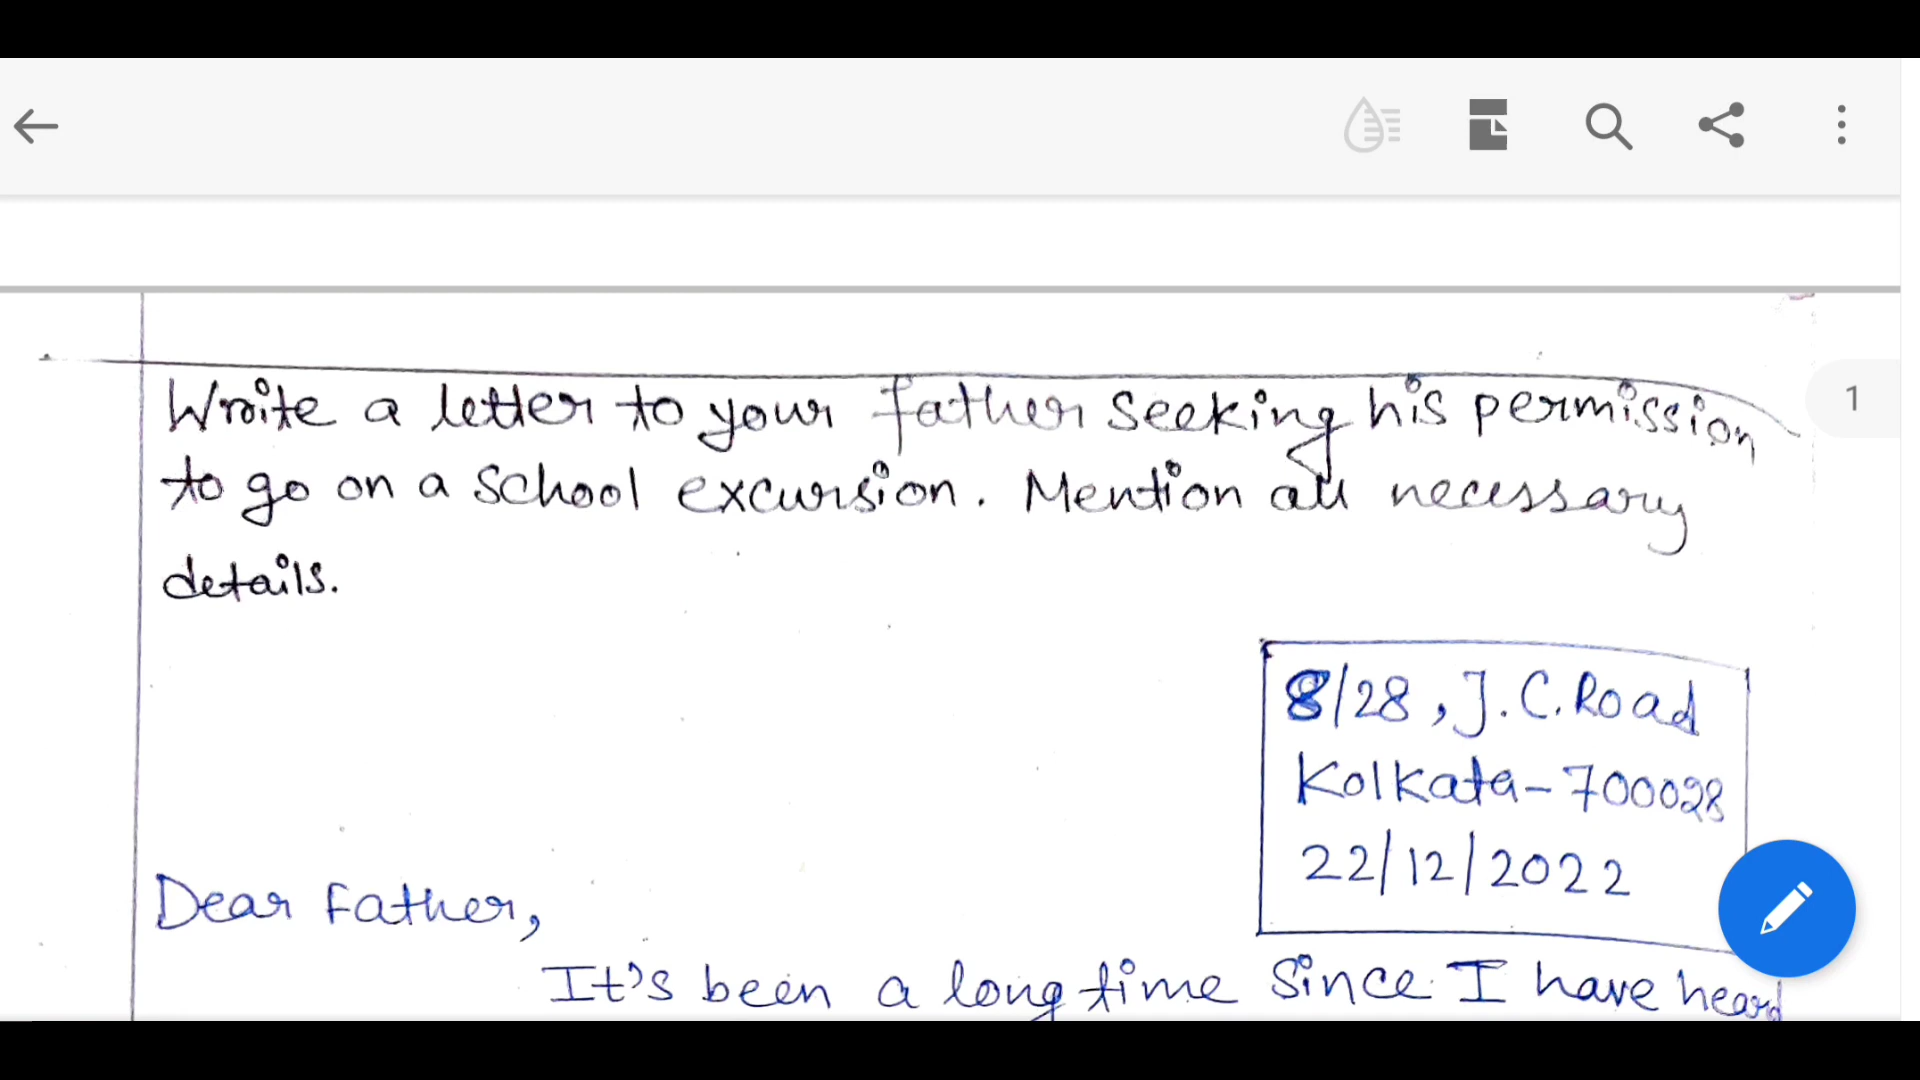 1
Write a letter to your father seeking his permission
to go on a school excursion. Mention all necessary
details.
8/28, J.C. Road
Kolkata-700028
22/12/2022
Dear Father,
It's been a long time since I have heard